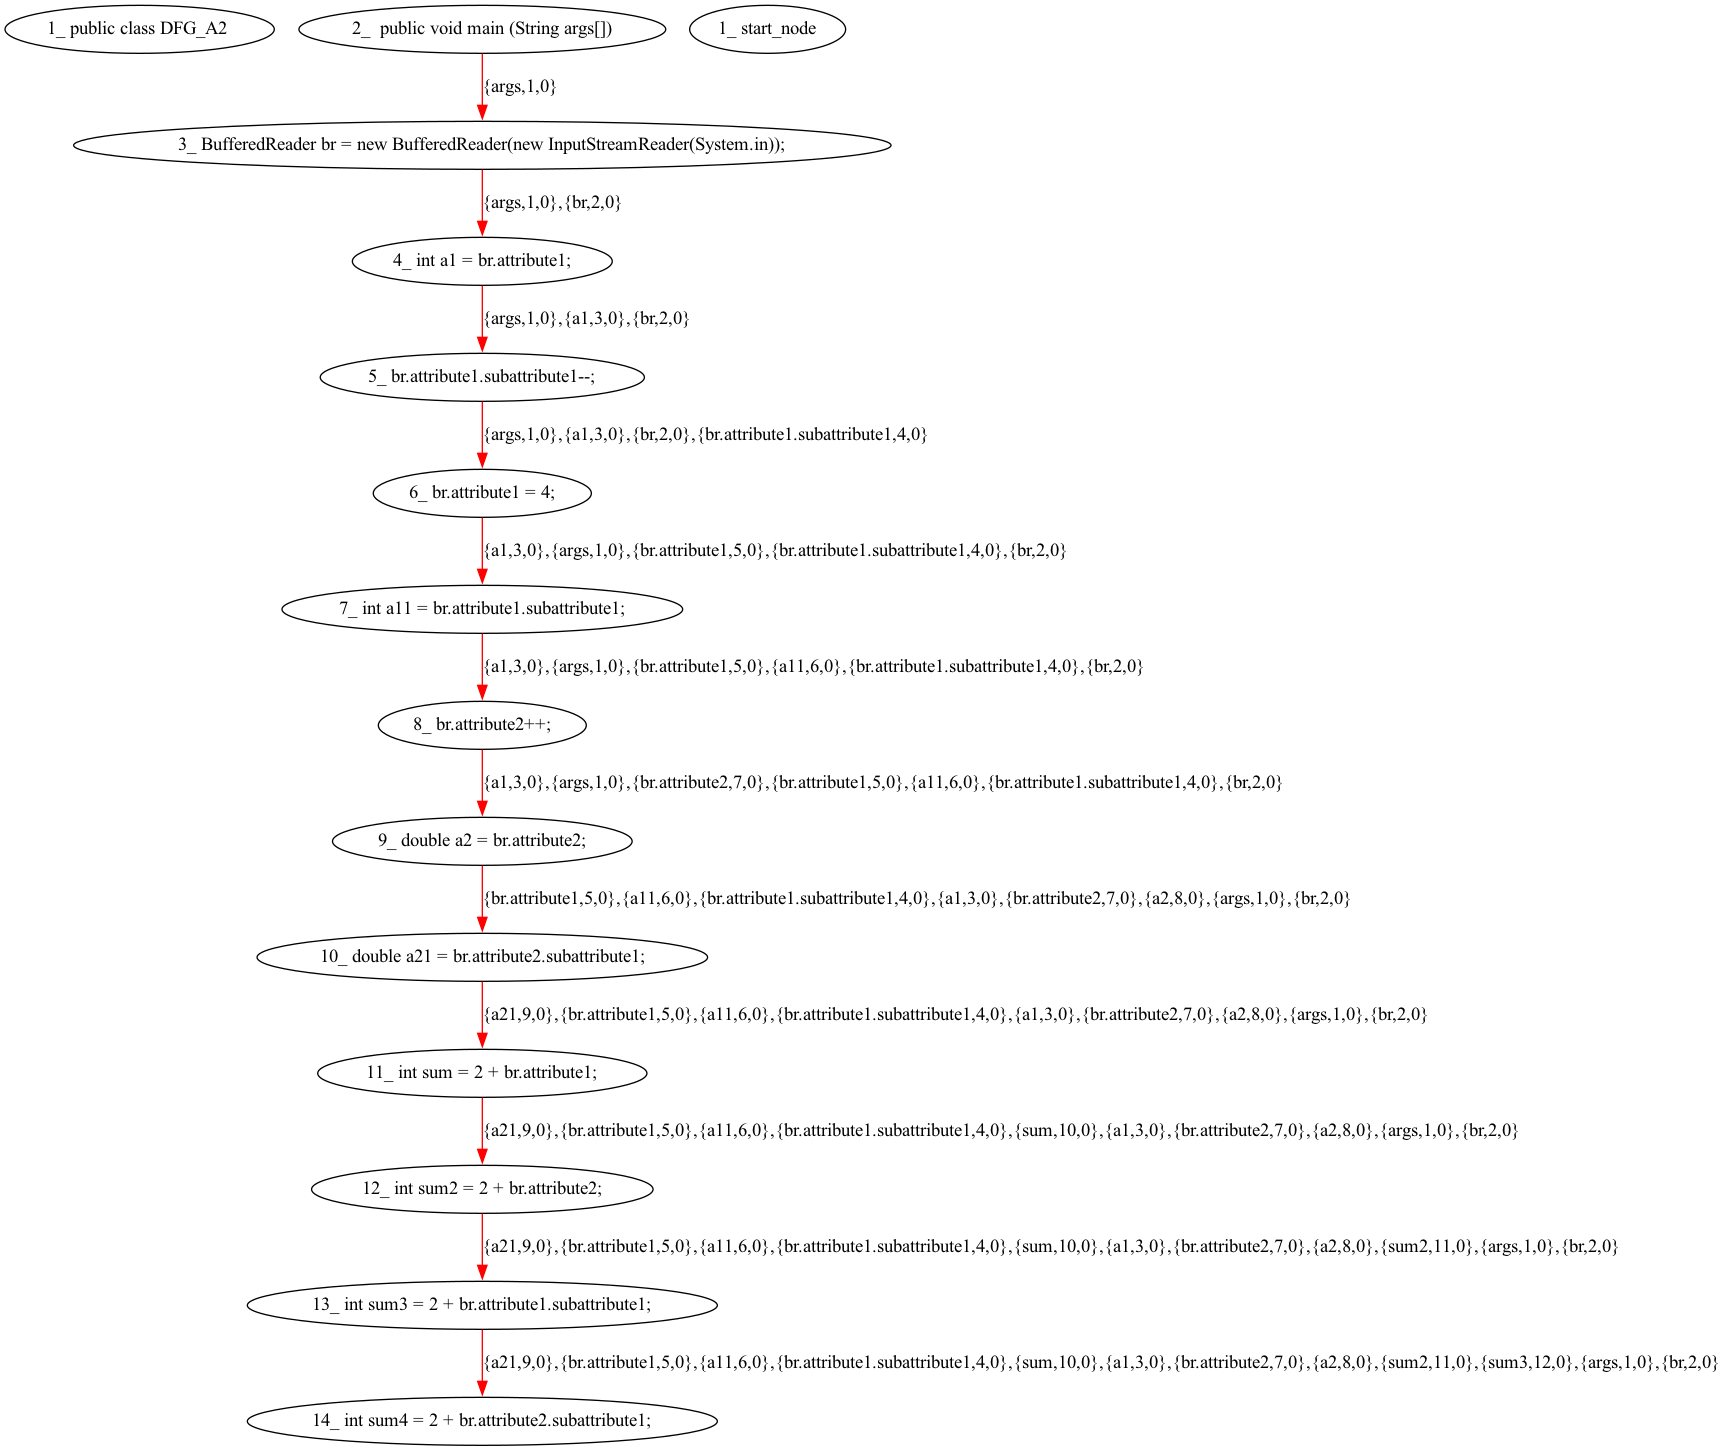 1_ public class DFG_A2
2_  public void main (String args[])
1_ start_node
{args,1,0}
3_ BufferedReader br = new BufferedReader(new InputStreamReader(System.in));
{args,1,0},{br,2,0}
4_ int a1 = br.attribute1;
{args,1,0},{a1,3,0},{br,2,0}
5_ br.attribute1.subattribute1--;
{args,1,0},{a1,3,0},{br,2,0},{br.attribute1.subattribute1,4,0}
6_ br.attribute1 = 4;
{a1,3,0},{args,1,0},{br.attribute1,5,0},{br.attribute1.subattribute1,4,0},{br,2,0}
7_ int a11 = br.attribute1.subattribute1;
{a1,3,0},{args,1,0},{br.attribute1,5,0},{a11,6,0},{br.attribute1.subattribute1,4,0},{br,2,0}
8_ br.attribute2++;
{a1,3,0},{args,1,0},{br.attribute2,7,0},{br.attribute1,5,0},{a11,6,0},{br.attribute1.subattribute1,4,0},{br,2,0}
9_ double a2 = br.attribute2;
{br.attribute1,5,0},{a11,6,0},{br.attribute1.subattribute1,4,0},{a1,3,0},{br.attribute2,7,0},{a2,8,0},{args,1,0},{br,2,0}
10_ double a21 = br.attribute2.subattribute1;
{a21,9,0},{br.attribute1,5,0},{a11,6,0},{br.attribute1.subattribute1,4,0},{a1,3,0},{br.attribute2,7,0},{a2,8,0},{args,1,0},{br,2,0}
11_ int sum = 2 + br.attribute1;
{a21,9,0},{br.attribute1,5,0},{a11,6,0},{br.attribute1.subattribute1,4,0},{sum,10,0},{a1,3,0},{br.attribute2,7,0},{a2,8,0},{args,1,0},{br,2,0}
12_ int sum2 = 2 + br.attribute2;
{a21,9,0},{br.attribute1,5,0},{a11,6,0},{br.attribute1.subattribute1,4,0},{sum,10,0},{a1,3,0},{br.attribute2,7,0},{a2,8,0},{sum2,11,0},{args,1,0},{br,2,0}
13_ int sum3 = 2 + br.attribute1.subattribute1;
{a21,9,0},{br.attribute1,5,0},{a11,6,0},{br.attribute1.subattribute1,4,0},{sum,10,0},{a1,3,0},{br.attribute2,7,0},{a2,8,0},{sum2,11,0},{sum3,12,0},{args,1,0},{br,2,0}
14_ int sum4 = 2 + br.attribute2.subattribute1;